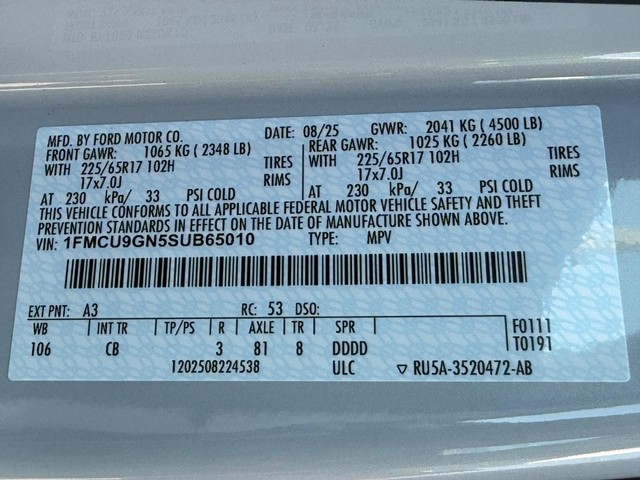 MFD. BY FORD MOTOR CO. DATE: 08/25 GVWR: 2041 KG (4500 LB)
FRONT GAWR: 1065 KG (2348 LB) REAR GAWR: 1025 KG (2260 LB)
WITH 225/65R17 102H TIRES WITH 225/65R17 102H TIRES
17x7.0J RIMS 17x7.0J RIMS
AT 230 kPa/ 33 PSI COLD AT 230 kPa/ 33 PSI COLD
THIS VEHICLE CONFORMS TO ALL APPLICABLE FEDERAL MOTOR VEHICLE SAFETY AND THEFT
PREVENTION STANDARDS IN EFFECT ON THE DATE OF MANUFACTURE SHOWN ABOVE.
VIN: 1FMCU9GN5SUB65010 TYPE: MPV
EXT PNT: A3 RC: 53 DSO:
WB INT TR TP/PS R AXLE TR SPR F0111
106 CB 3 81 8 DDDD T0191
1202508224538 ULC ▽ RU5A-3520472-AB